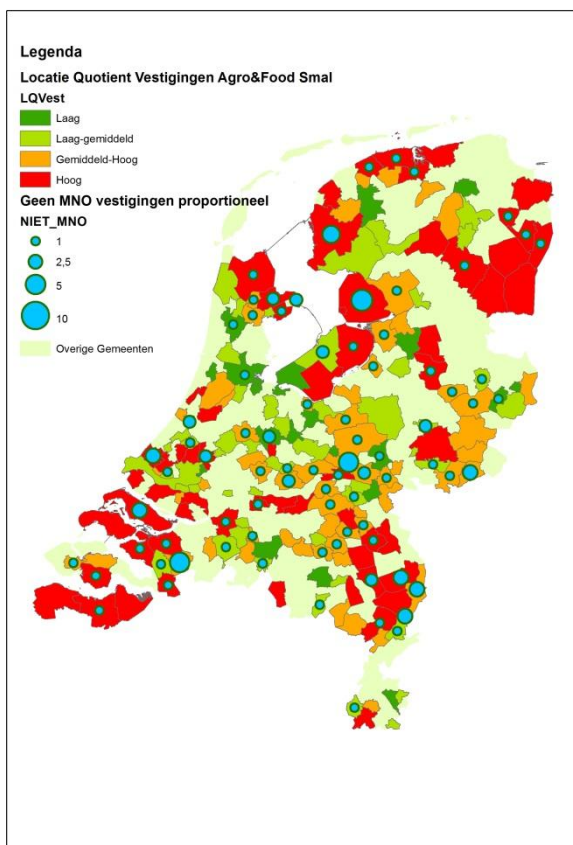 Legenda
Locatie Quotient Vestigingen Agro&Food Smal
LQVest
Laag
Laag-gemiddeld
Gemiddeld-Hoog
Hoog
Geen MNO vestigingen proportioneel
NIET_MNO
1
2,5
5
10
Overige Gemeenten